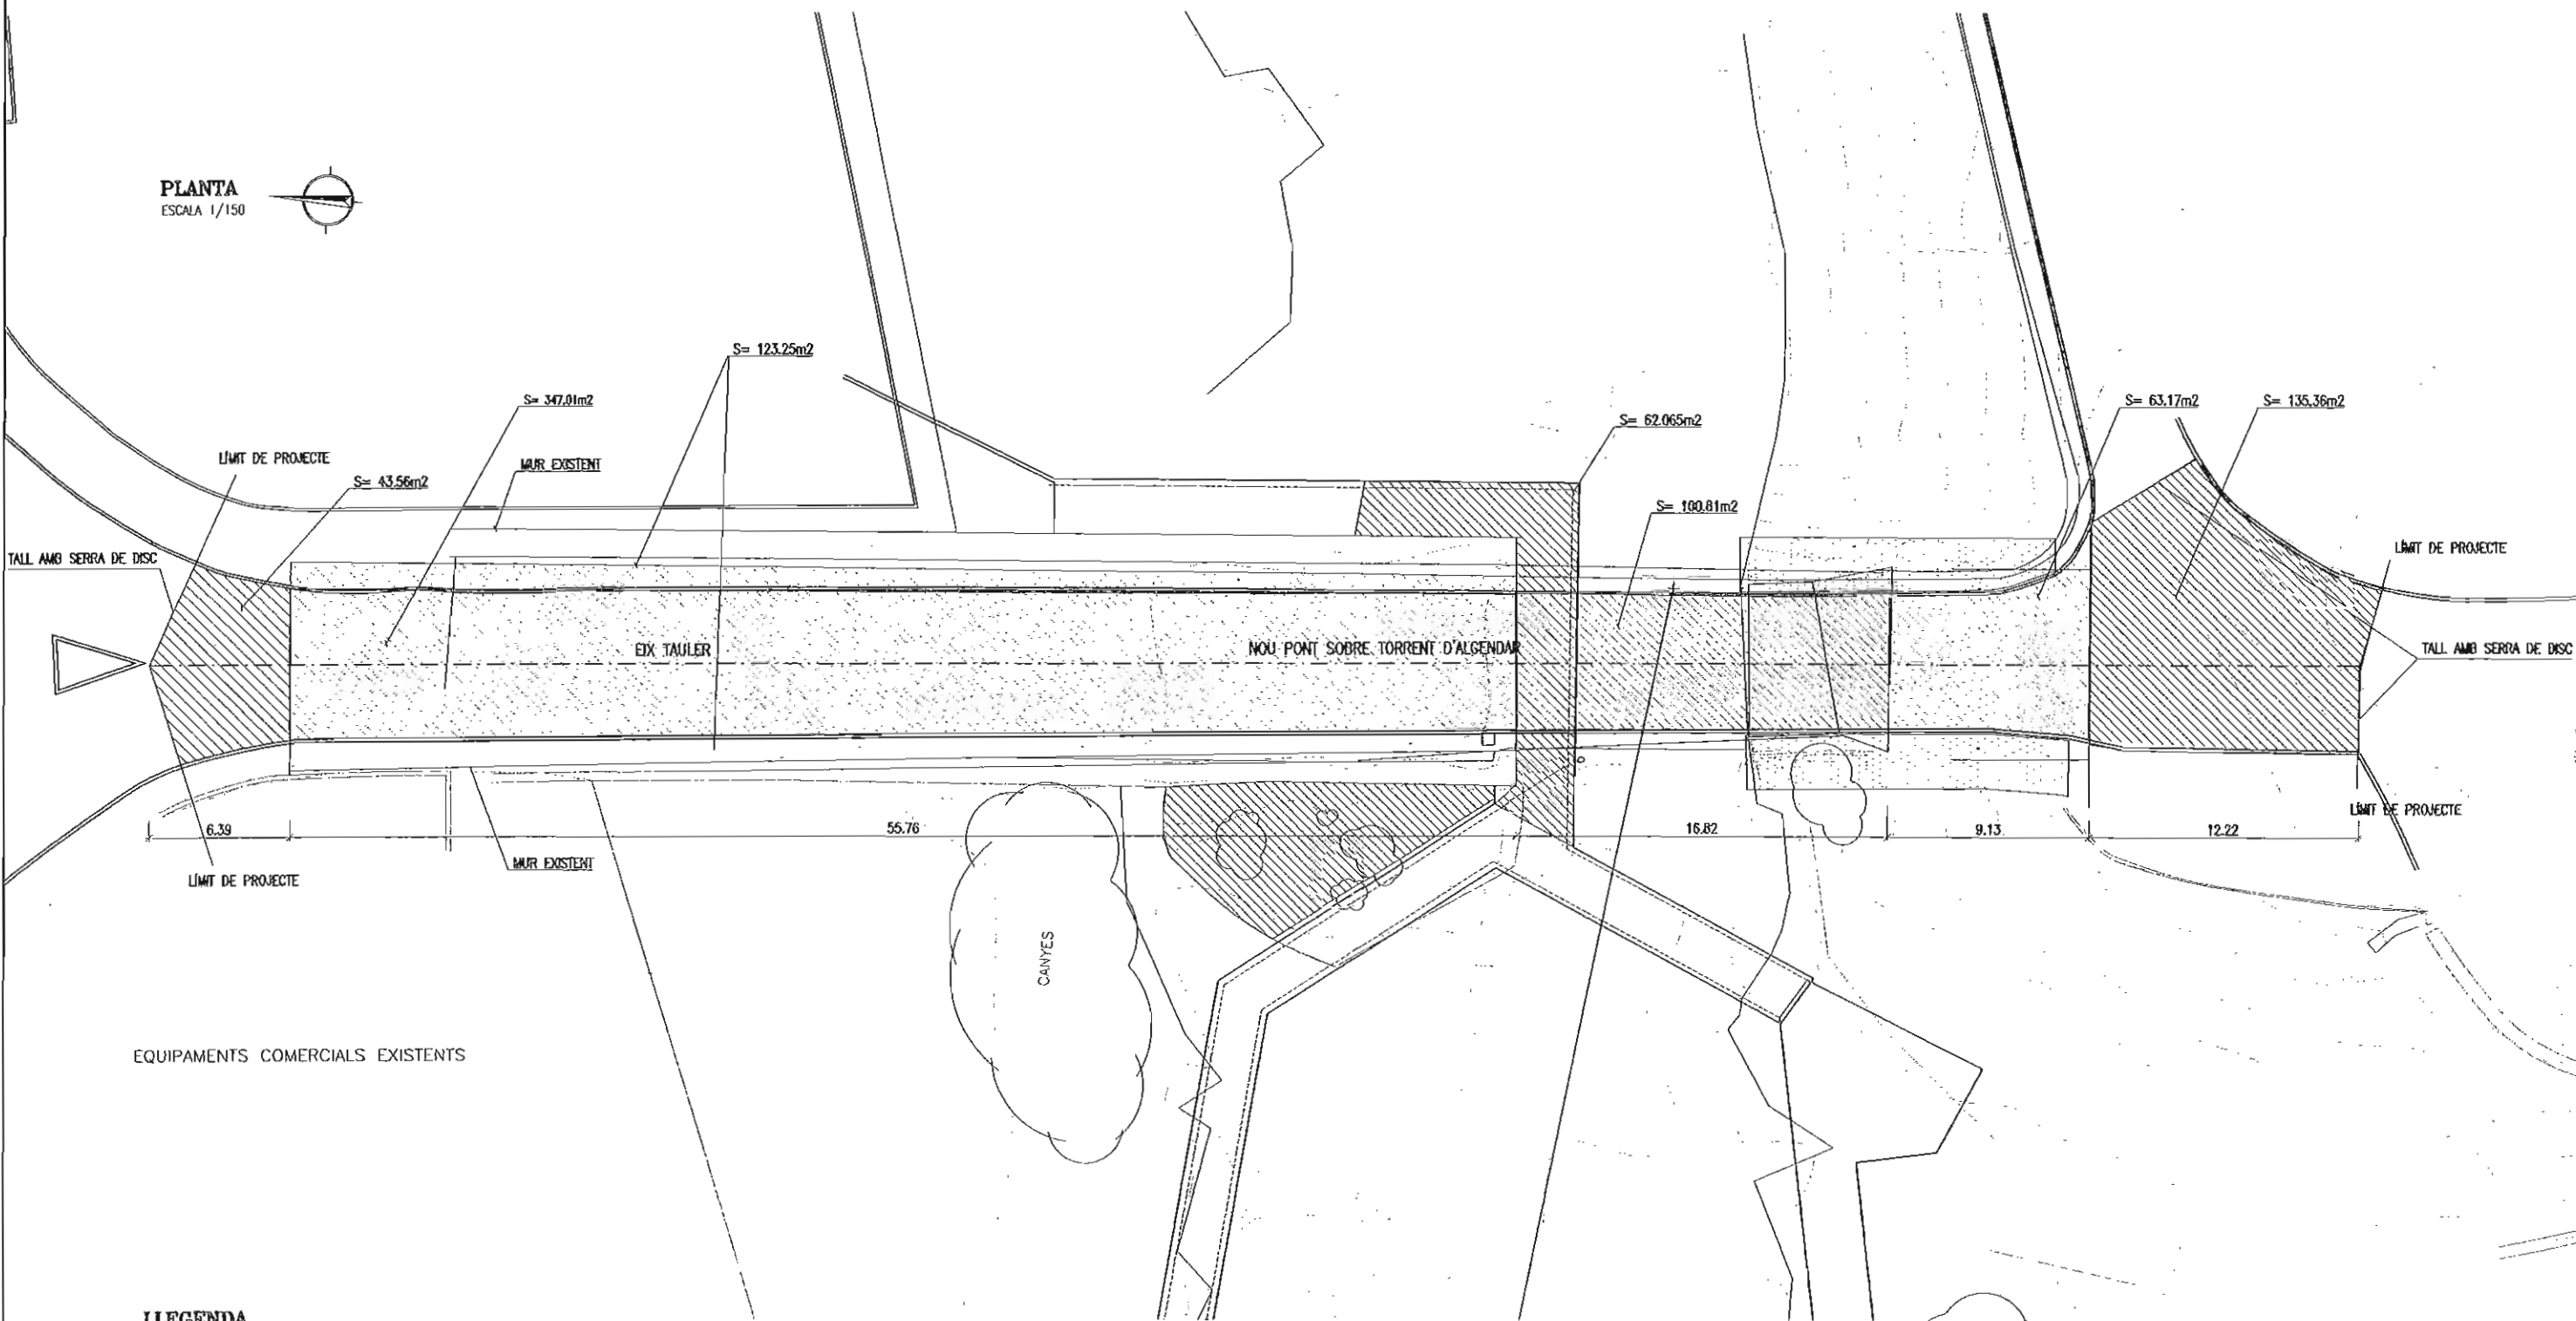 PLANTA
ESCALA 1/150
S= 123.25m2
S= 347.01m2
S= 63.17m2
S= 135.36m2
S= 62.065m2
LÍMIT DE PROJECTE
MUR EXISTENT
S= 43.56m2
S= 100.81m2
LÍMIT DE PROJECTE
TALL AMB SERRA DE DISC
EIX TAULER
NOU PONT SOBRE TORRENT D'ALGENDAR
TALL AMB SERRA DE DISC
LÍMIT DE PROJECTE
6.39
55.76
16.82
9.13
12.22
MUR EXISTENT
LÍMIT DE PROJECTE
CANYES
EQUIPAMENTS COMERCIALS EXISTENTS
LLEGENDA